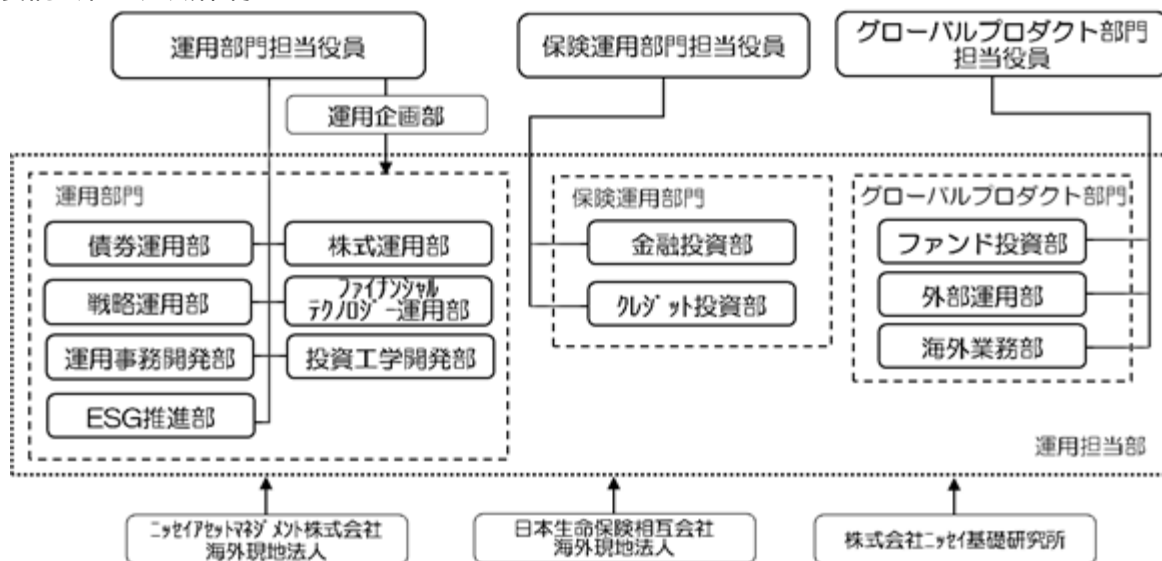 運用部門担当役員
保険運用部門担当役員
グローバルプロダクト部門
担当役員
運用企画部
運用部門
債券運用部
株式運用部
戦略運用部
ファイナンシャル
テクノロジー運用部
運用事務開発部
投資工学開発部
ESG推進部
保険運用部門
金融投資部
クレジット投資部
グローバルプロダクト部門
ファンド投資部
外部運用部
海外業務部
運用担当部
ニッセイアセットマネジメント株式会社
海外現地法人
日本生命保険相互会社
海外現地法人
株式会社ニッセイ基礎研究所